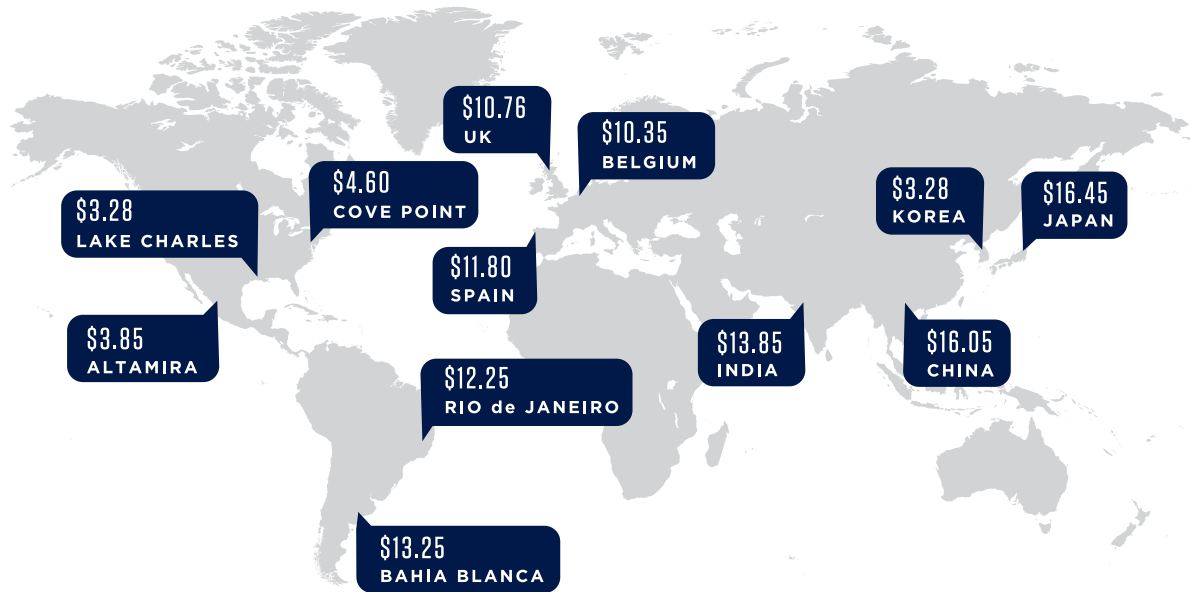 $10.76
UK
$10.35
BELGIUM
$4.60
COVE POINT
$3.28
LAKE CHARLES
$3.28
KOREA
$16.45
JAPAN
$11.80
SPAIN
$3.85
ALTAMIRA
$13.85
INDIA
$16.05
CHINA
$12.25
RIO de JANEIRO
$13.25
BAHIA BLANCA